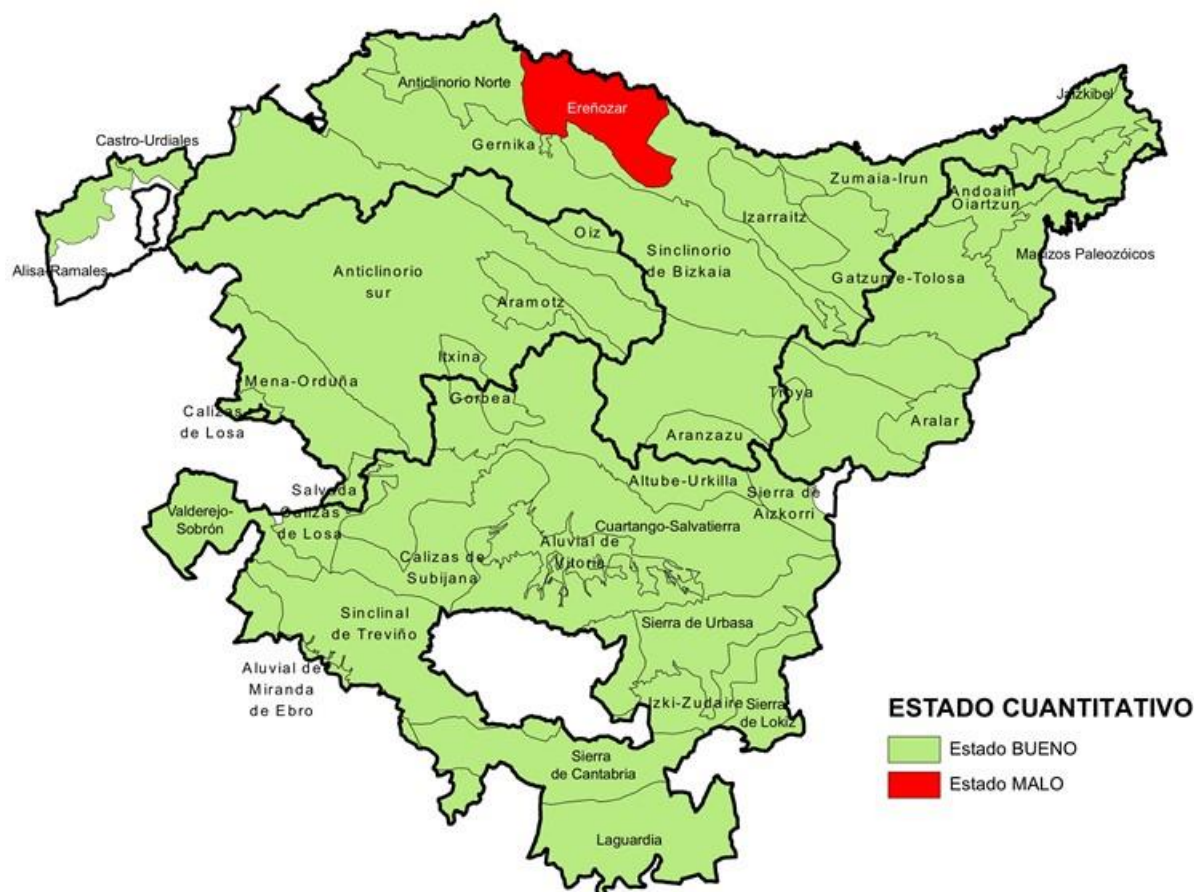 Anticlinorio Norte
Ereñozar
Jaizkibel
Castro-Urdiales
Gernika
Zumaia-Irun
Andoain
Oiartzun
Izarraitz
Oiz
Sinclinorio
de Bizkaia
Macizos Paleozóicos
Alisa-Ramales
Anticlinorio
sur
Gatzume-Tolosa
Aramotz
Itxina
Mena-Orduña
Gorbea
Troya
Calizas
de Losa
Aranzazu
Aralar
Altube-Urkilla
Salvada
Sierra de
Aizkorri
Valderejo-
Sobrón
Calizas
de Losa
Cuartango-Salvatierra
Aluvial de
Vitoria
Calizas de
Subijana
Sinclinal
de Treviño
Sierra de Urbasa
Aluvial de
Miranda
de Ebro
Izki-Zudaire
Sierra
de Lokiz
ESTADO CUANTITATIVO
Estado BUENO
Estado MALO
Sierra
de Cantabria
Laguardia